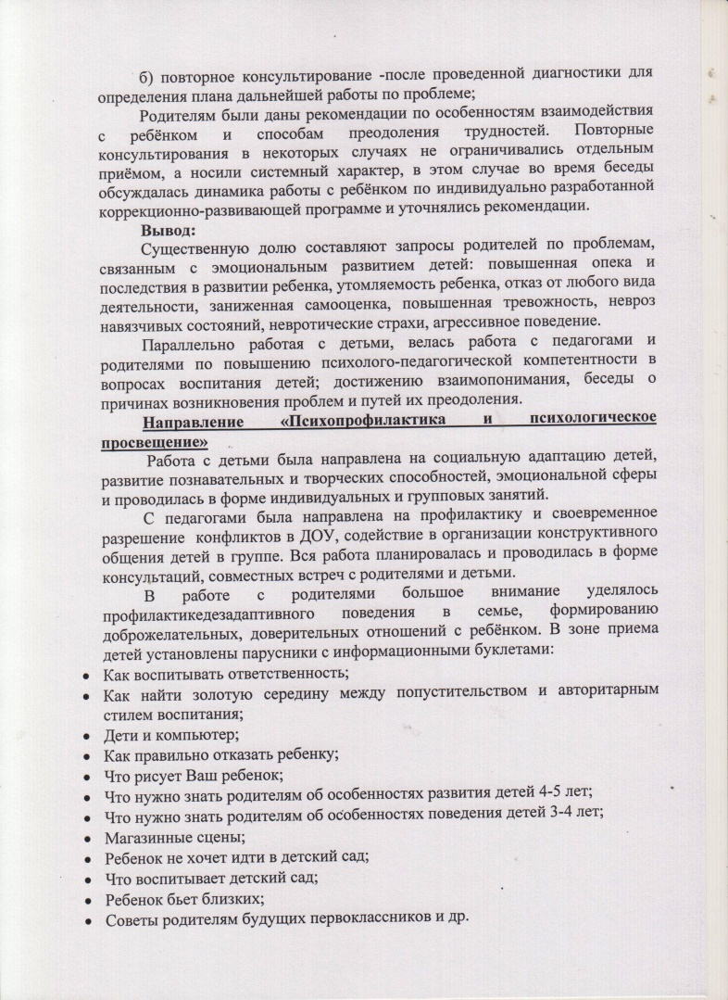 б) повторное консультирование -после проведенной диагностики для
определения плана дальнейшей работы по проблеме;
Родителям были даны рекомендации по особенностям взаимодействия
с ребёнком и способам преодоления трудностей. Повторные
консультирования в некоторых случаях не ограничивались отдельным
приёмом, а носили системный характер, в этом случае во время беседы
обсуждалась динамика работы с ребёнком по индивидуально разработанной
коррекционно-развивающей программе и уточнялись рекомендации.
Вывод:
Существенную долю составляют запросы родителей по проблемам,
связанным с эмоциональным развитием детей: повышенная опека и
последствия в развитии ребенка, утомляемость ребенка, отказ от любого вида
деятельности, заниженная самооценка, повышенная тревожность, невроз
навязчивых состояний, невротические страхи, агрессивное поведение.
Параллельно работая с детьми, велась работа с педагогами и
родителями по повышению психолого-педагогической компетентности в
вопросах воспитания детей; достижению взаимопонимания, беседы о
причинах возникновения проблем и путей их преодоления.
Направление «Психопрофилактика и психологическое
просвещение»
Работа с детьми была направлена на социальную адаптацию детей,
развитие познавательных и творческих способностей, эмоциональной сферы
и проводилась в форме индивидуальных и групповых занятий.
С педагогами была направлена на профилактику и своевременное
разрешение конфликтов в ДОУ, содействие в организации конструктивного
общения детей в группе. Вся работа планировалась и проводилась в форме
консультаций, совместных встреч с родителями и детьми.
В работе с родителями большое внимание уделялось
профилактикедезадаптивного поведения в семье, формированию
доброжелательных, доверительных отношений с ребёнком. В зоне приема
детей установлены парусники с информационными буклетами:
• Как воспитывать ответственность;
• Как найти золотую середину между попустительством и авторитарным
стилем воспитания;
• Дети и компьютер;
• Как правильно отказать ребенку;
• Что рисует Ваш ребенок;
• Что нужно знать родителям об особенностях развития детей 4-5 лет;
• Что нужно знать родителям об особенностях поведения детей 3-4 лет;
• Магазинные сцены;
• Ребенок не хочет идти в детский сад;
• Что воспитывает детский сад;
• Ребенок бьет близких;
• Советы родителям будущих первоклассников и др.